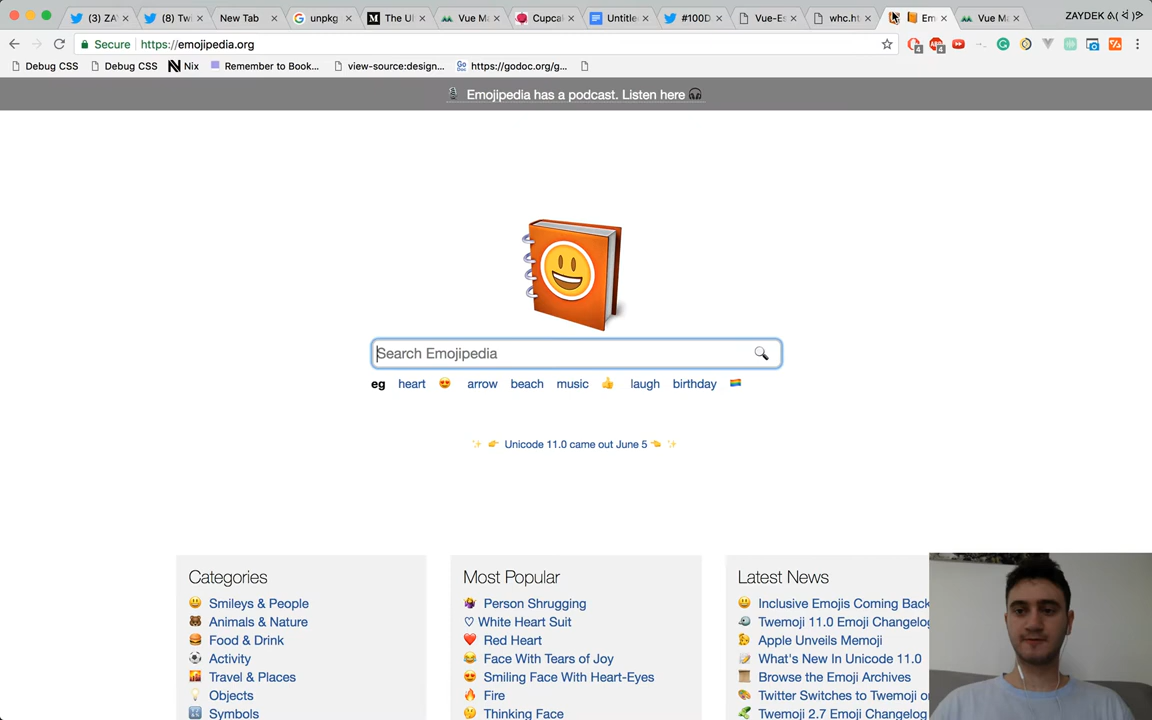 (3) ZA
(8) Twi
New Tab
unpkg
The Ul
Vue Ma
Cupca
Untitle
#100D
Vue-Es
whc.ht
Em
Vue Ma
ZAYDEK
Secure
https://emojipedia.org
Debug CSS
Debug CSS
Nix
Remember to Book...
view-source:design...
https://godoc.org/g...
Emojipedia has a podcast. Listen here
Search Emojipedia
eg heart arrow beach music laugh birthday
Unicode 11.0 came out June 5
Categories
Smileys & People
Animals & Nature
Food & Drink
Activity
Travel & Places
Objects
Symbols
Most Popular
Person Shrugging
White Heart Suit
Red Heart
Face With Tears of Joy
Smiling Face With Heart-Eyes
Fire
Thinking Face
Latest News
Inclusive Emojis Coming Back
Twemoji 11.0 Emoji Changelog
Apple Unveils Memoji
What's New In Unicode 11.0
Browse the Emoji Archives
Twitter Switches to Twemoji o
Twemoji 2.7 Emoji Changelog